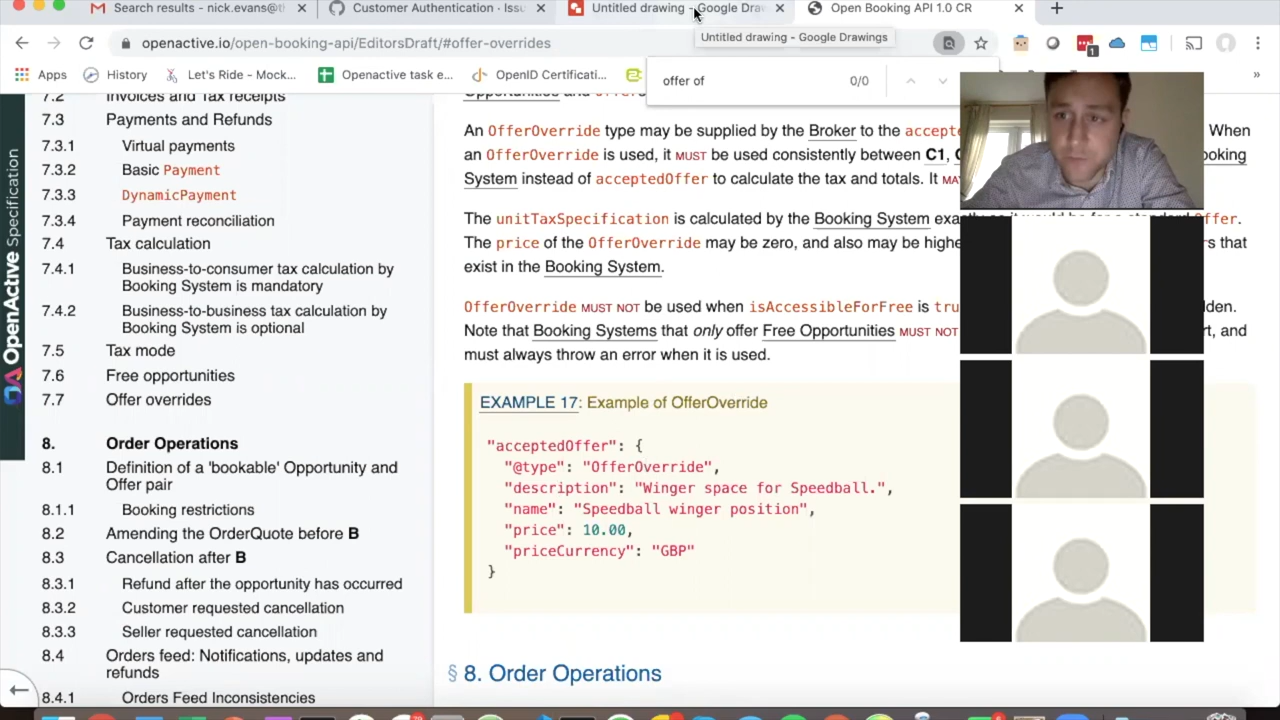 Search results - nick.evans@
Customer Authentication · Issu
Untitled drawing - Google Draw
Open Booking API 1.0 CR
openactive.io/open-booking-api/EditorsDraft/#offer-overrides
Untitled drawing - Google Drawings
Apps
History
Let's Ride - Mock...
Openactive task e...
OpenID Certificati...
»
offer of
0/0
1
OpenActive Specification
7.2 Invoices and Tax receipts
7.3 Payments and Refunds
7.3.1 Virtual payments
7.3.2 Basic Payment
7.3.3 DynamicPayment
7.3.4 Payment reconciliation
7.4 Tax calculation
7.4.1 Business-to-consumer tax calculation by
Booking System is mandatory
7.4.2 Business-to-business tax calculation by
Booking System is optional
7.5 Tax mode
7.6 Free opportunities
7.7 Offer overrides
8. Order Operations
8.1 Definition of a 'bookable' Opportunity and
Offer pair
8.1.1 Booking restrictions
8.2 Amending the OrderQuote before B
8.3 Cancellation after B
8.3.1 Refund after the opportunity has occurred
8.3.2 Customer requested cancellation
8.3.3 Seller requested cancellation
8.4 Orders feed: Notifications, updates and
refunds
8.4.1 Orders Feed Inconsistencies
Opportunities and
An OfferOverride type may be supplied by the Broker to the accepte When
an OfferOverride is used, it MUST be used consistently between C1, ooking
System instead of acceptedOffer to calculate the tax and totals. It MA
The unitTaxSpecification is calculated by the Booking System exactly so it would be for a standard Offer.
The price of the OfferOverride may be zero, and also may be highe rs that
exist in the Booking System.
OfferOverride MUST NOT be used when isAccessibleForFree is tru dden.
Note that Booking Systems that only offer Free Opportunities MUST NOT rt, and
must always throw an error when it is used.
EXAMPLE 17: Example of OfferOverride
"acceptedOffer": {
"@type": "OfferOverride",
"description": "Winger space for Speedball.",
"name": "Speedball winger position",
"price": 10.00,
"priceCurrency": "GBP"
}
§ 8. Order Operations